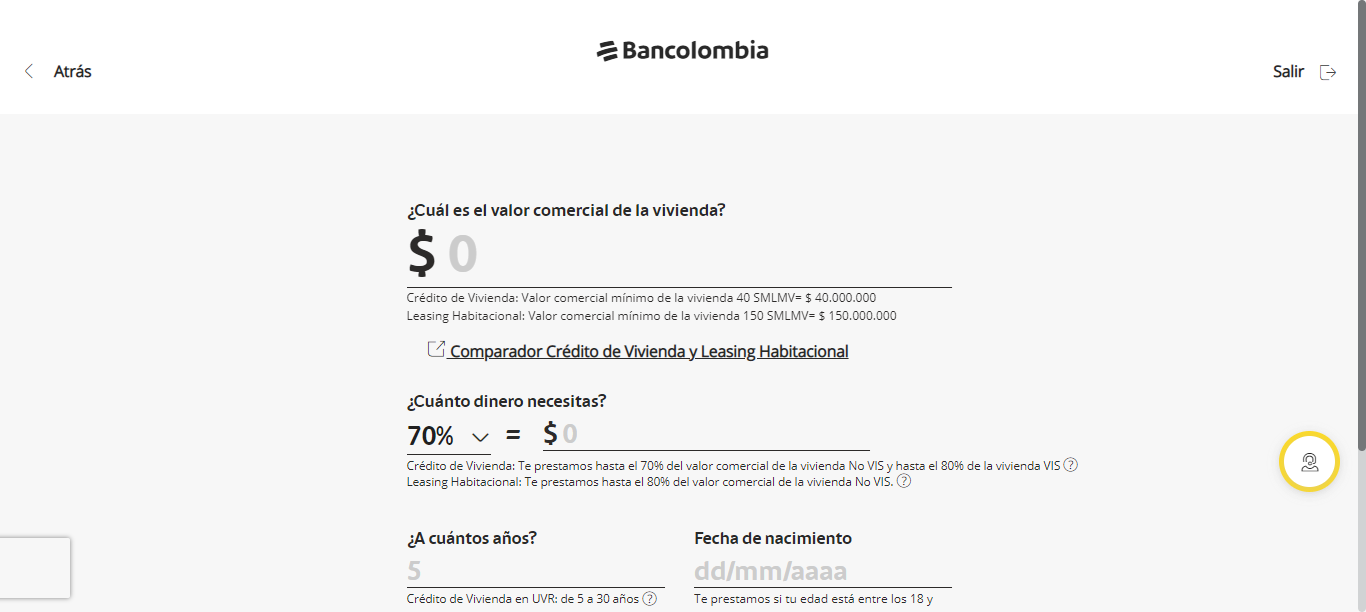 Bancolombia
Atrás
Salir
¿Cuál es el valor comercial de la vivienda?
$ 0
Crédito de Vivienda: Valor comercial mínimo de la vivienda 40 SMLMV= $ 40.000.000
Leasing Habitacional: Valor comercial mínimo de la vivienda 150 SMLMV= $ 150.000.000
Comparador Crédito de Vivienda y Leasing Habitacional
¿Cuánto dinero necesitas?
70% = $ 0
Crédito de Vivienda: Te prestamos hasta el 70% del valor comercial de la vivienda No VIS y hasta el 80% de la vivienda VIS ?
Leasing Habitacional: Te prestamos hasta el 80% del valor comercial de la vivienda No VIS. ?
¿A cuántos años? Fecha de nacimiento
5 dd/mm/aaaa
Crédito de Vivienda en UVR: de 5 a 30 años ? Te prestamos si tu edad está entre los 18 y